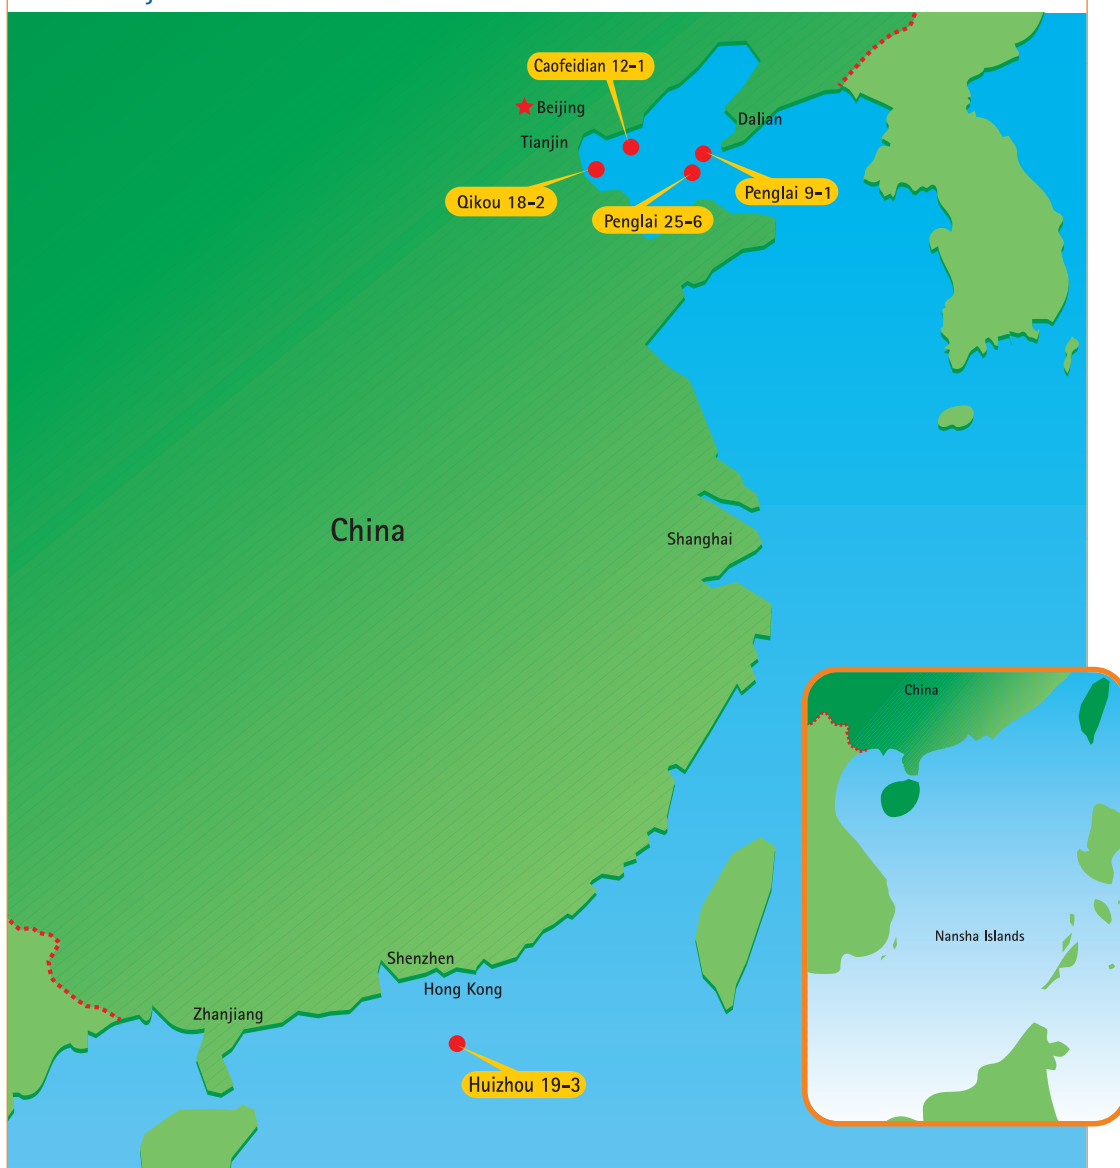 Caofeidian 12-1
Beijing
Dalian
Tianjin
Penglai 9-1
Qikou 18-2
Penglai 25-6
China
Shanghai
China
Nansha Islands
Shenzhen
Hong Kong
Zhanjiang
Huizhou 19-3